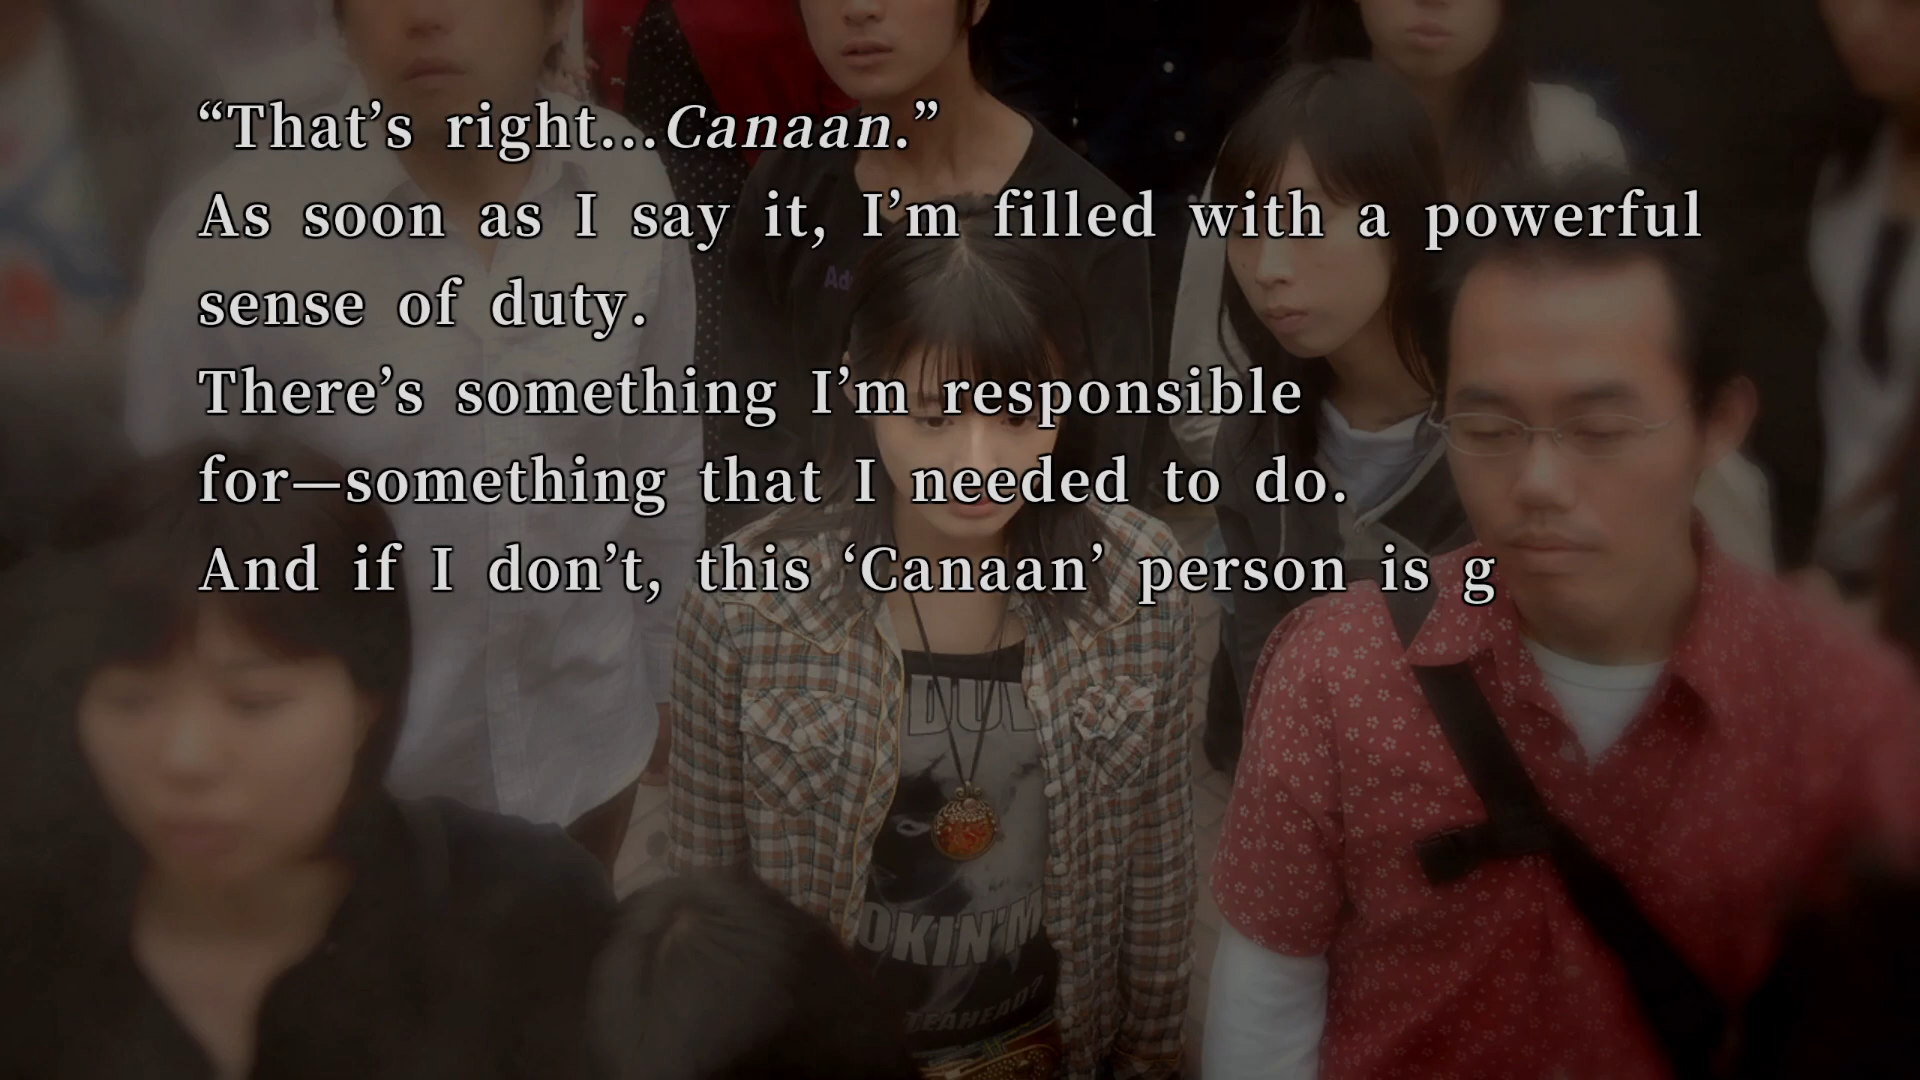 “That’s right...Canaan.”
As soon as I say it, I’m filled with a powerful
sense of duty.
There’s something I’m responsible
for—something that I needed to do.
And if I don’t, this ‘Canaan’ person is g
OKIN'M